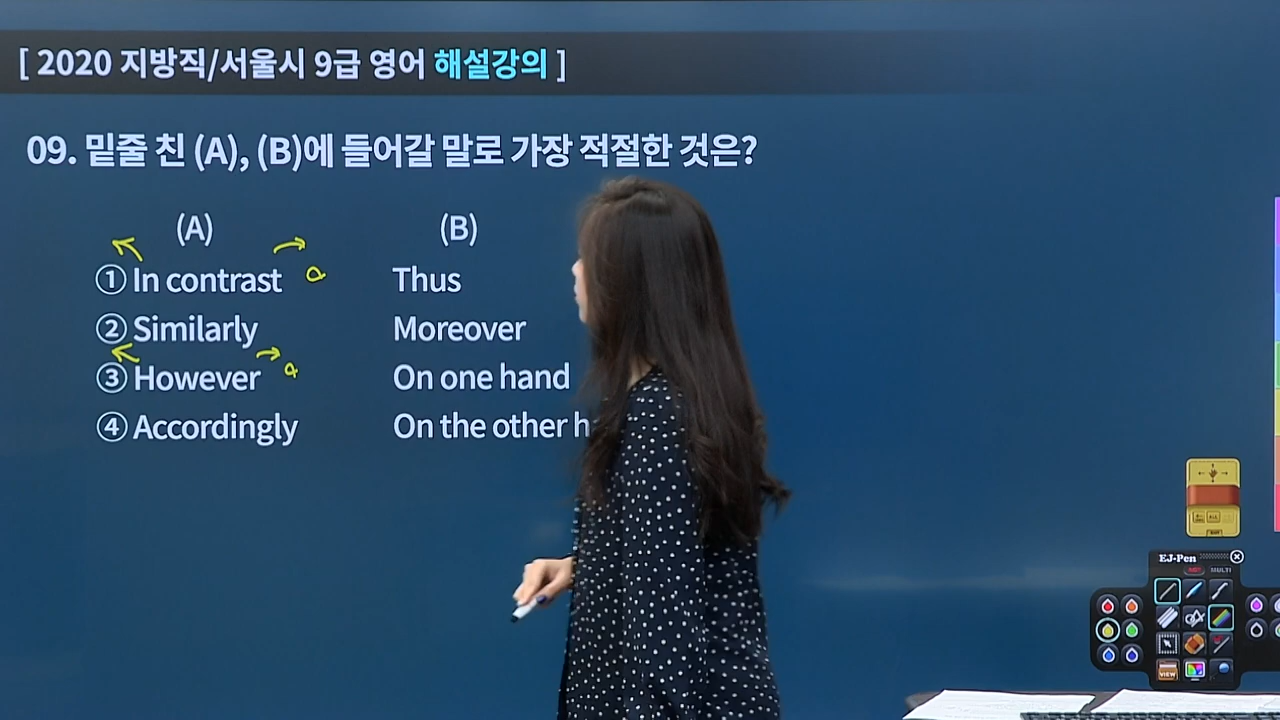 [ 2020 지방직/서울시 9급 영어 해설강의 ]
09. 밑줄 친 (A), (B)에 들어갈 말로 가장 적절한 것은?
(A) (B)
① In contrast Thus
② Similarly Moreover
③ However On one hand
④ Accordingly On the other h
EJ-Pen
MULTI
VIEW